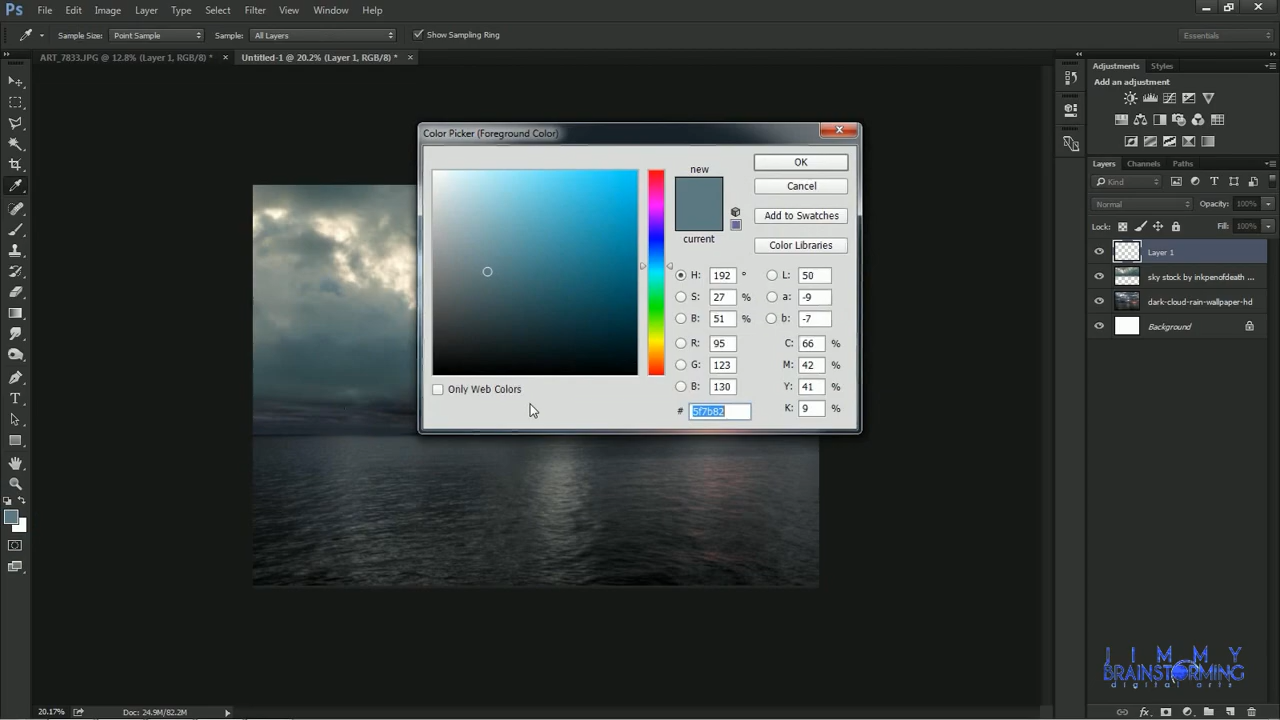 Ps File Edit Image Layer Type Select Filter View Window Help
Sample Size: Point Sample Sample: All Layers Show Sampling Ring Essentials
ART_7833.JPG @ 12.8% (Layer 1, RGB/8) * × Untitled-1 @ 20.2% (Layer 1, RGB/8) * ×
Color Picker (Foreground Color)
new
current
OK
Cancel
Add to Swatches
Color Libraries
H: 192 ° L: 50
S: 27 % a: -9
B: 51 % b: -7
R: 95 C: 66 %
G: 123 M: 42 %
B: 130 Y: 41 %
# 5f7b82 K: 9 %
Only Web Colors
Adjustments Styles
Add an adjustment
Layers Channels Paths
Kind
Normal Opacity: 100%
Lock: Fill: 100%
Layer 1
sky stock by inkpenofdeath ...
dark-cloud-rain-wallpaper-hd
Background
JIMMY
BRAINSTORMING
digital arts
20.17% Doc: 24.9M/82.2M